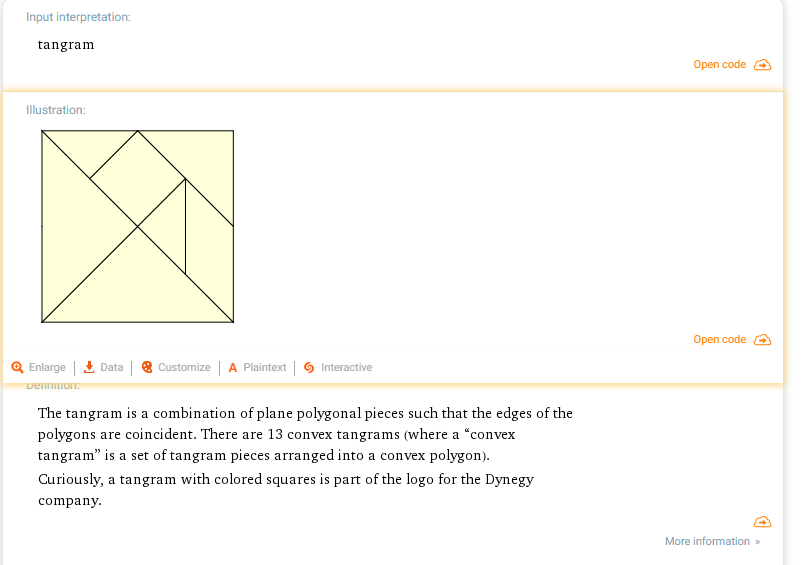 Input interpretation:
tangram
Open code
Illustration:
Open code
Enlarge | Data | Customize | A Plaintext | Interactive
Definition:
The tangram is a combination of plane polygonal pieces such that the edges of the
polygons are coincident. There are 13 convex tangrams (where a “convex
tangram” is a set of tangram pieces arranged into a convex polygon).
Curiously, a tangram with colored squares is part of the logo for the Dynegy
company.
More information »